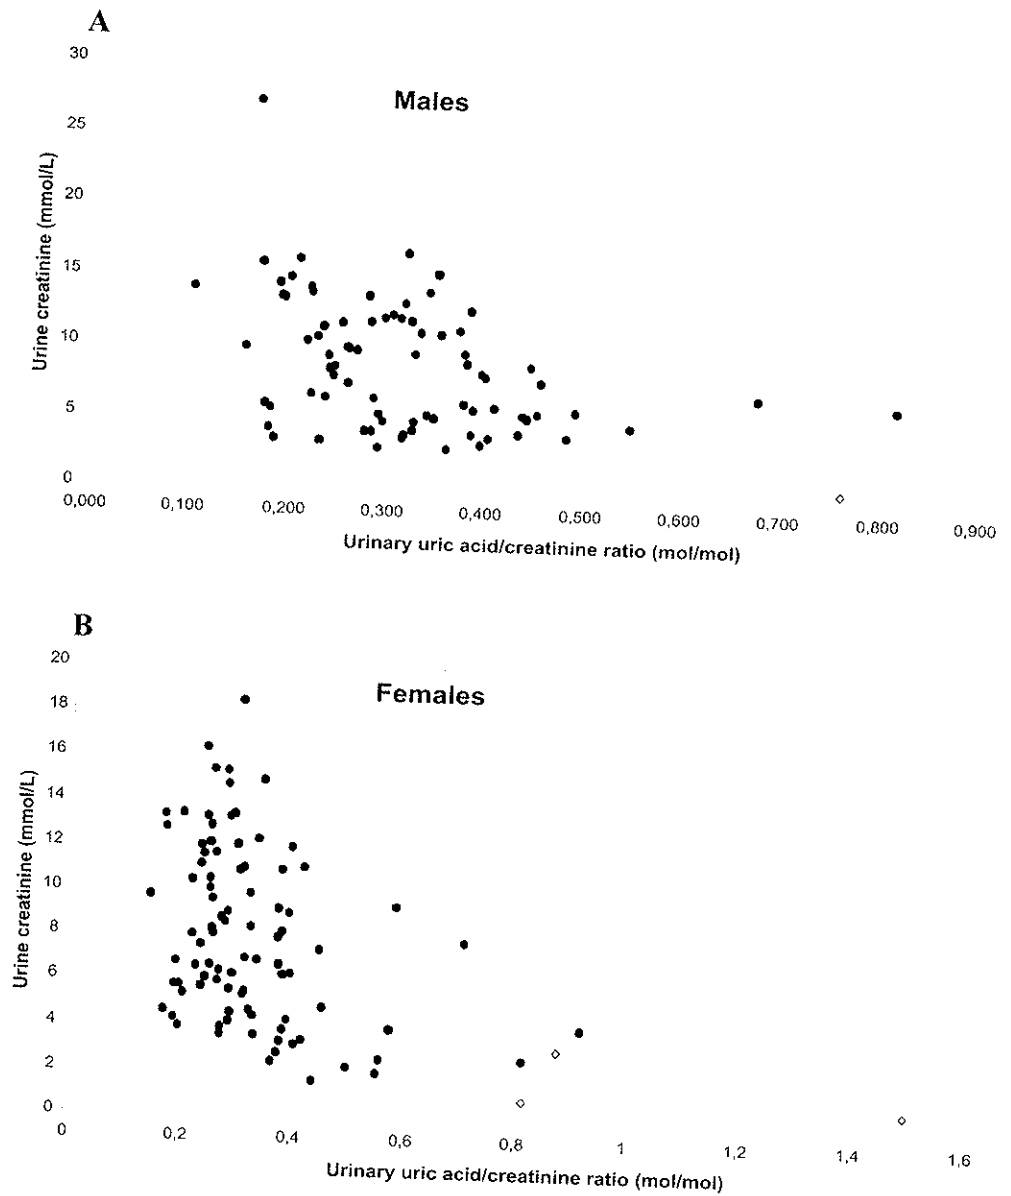 A
Males
30
25
20
15
10
5
0
Urine creatinine (mmol/L)
0,000 0,100 0,200 0,300 0,400 0,500 0,600 0,700 0,800 0,900
Urinary uric acid/creatinine ratio (mol/mol)
B
Females
20
18
16
14
12
10
8
6
4
2
0
Urine creatinine (mmol/L)
0 0,2 0,4 0,6 0,8 1 1,2 1,4 1,6
Urinary uric acid/creatinine ratio (mol/mol)